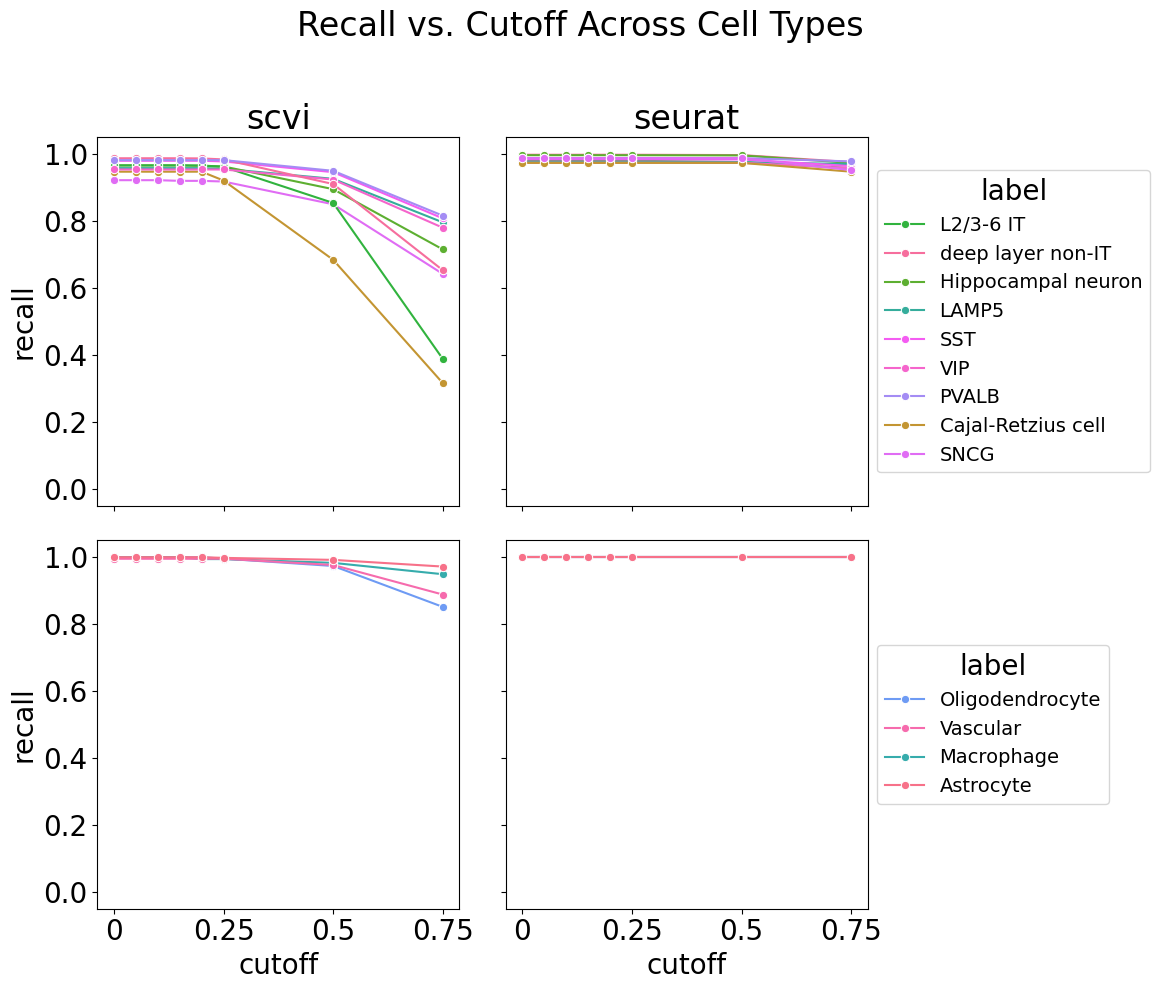 Recall vs. Cutoff Across Cell Types
scvi
seurat
recall
1.0
0.8
0.6
0.4
0.2
0.0
label
L2/3-6 IT
deep layer non-IT
Hippocampal neuron
LAMP5
SST
VIP
PVALB
Cajal-Retzius cell
SNCG
recall
1.0
0.8
0.6
0.4
0.2
0.0
label
Oligodendrocyte
Vascular
Macrophage
Astrocyte
0 0.25 0.5 0.75
cutoff
0 0.25 0.5 0.75
cutoff